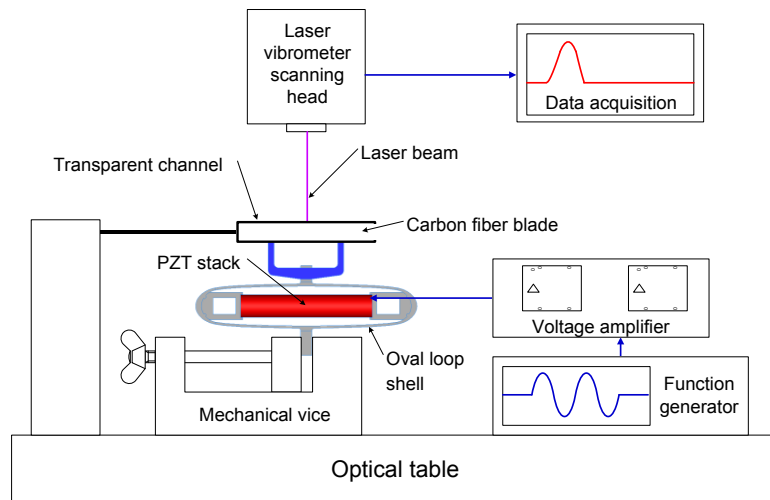 Laser
vibrometer
scanning
head
Data acquisition
Transparent channel
Laser beam
Carbon fiber blade
PZT stack
Voltage amplifier
Oval loop
shell
Function
generator
Mechanical vice
Optical table